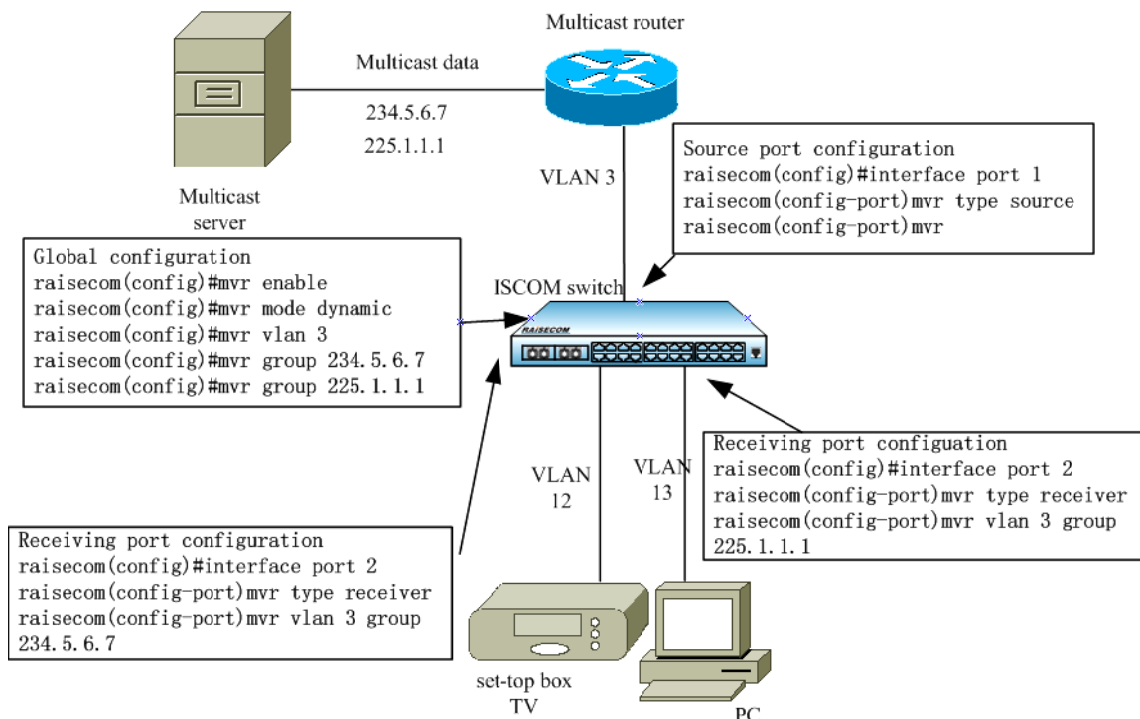 Multicast router
Multicast data
234.5.6.7
225.1.1.1
Multicast
server
VLAN 3
Source port configuration
raisecom(config)#interface port 1
raisecom(config-port)mvr type source
raisecom(config-port)mvr
Global configuration
raisecom(config)#mvr enable
raisecom(config)#mvr mode dynamic
raisecom(config)#mvr vlan 3
raisecom(config)#mvr group 234.5.6.7
raisecom(config)#mvr group 225.1.1.1
ISCOM switch
RAISECOM
VLAN
12
VLAN
13
Receiving port configuation
raisecom(config)#interface port 2
raisecom(config-port)mvr type receiver
raisecom(config-port)mvr vlan 3 group
225.1.1.1
Receiving port configuration
raisecom(config)#interface port 2
raisecom(config-port)mvr type receiver
raisecom(config-port)mvr vlan 3 group
234.5.6.7
set-top box
TV
PC